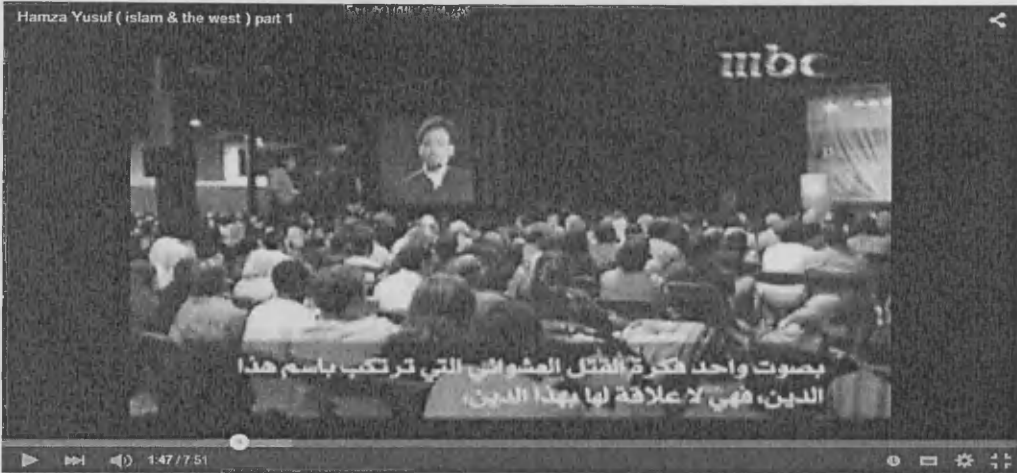 Hamza Yusuf ( islam & the west ) part 1
mbc
بصوت واحد فكرة القتل العشوائي التي ترتكب باسم هذا
الدين، فهي لا علاقة لها بهذا الدين،
1:47 / 7:51